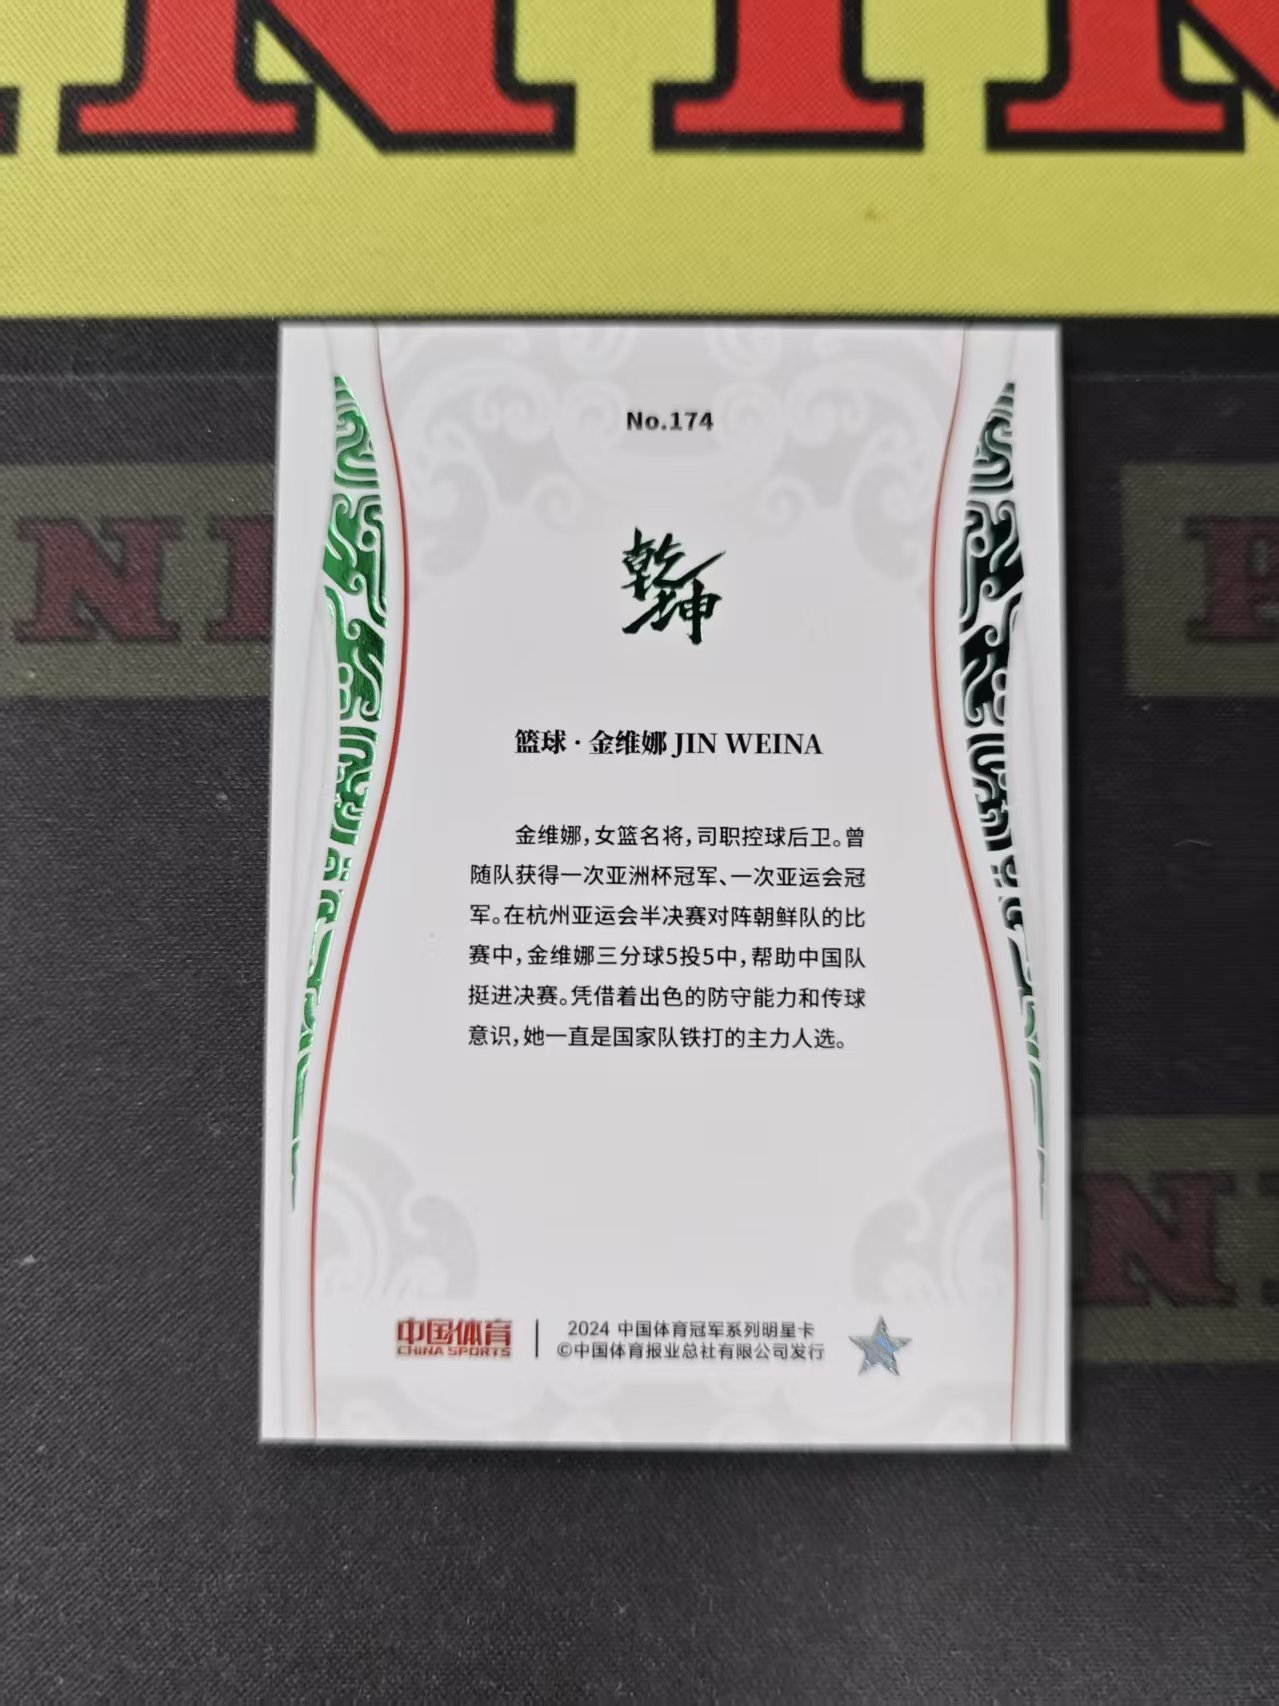 NIN
No.174
乾坤
篮球·金维娜 JIN WEINA
金维娜，女篮名将，司职控球后卫。曾
随队获得一次亚洲杯冠军、一次亚运会冠
军。在杭州亚运会半决赛对阵朝鲜队的比
赛中，金维娜三分球5投5中，帮助中国队
挺进决赛。凭借着出色的防守能力和传球
意识，她一直是国家队铁打的主力人选。
中国体育
CHINA SPORTS
2024 中国体育冠军系列明星卡
©中国体育报业总社有限公司发行